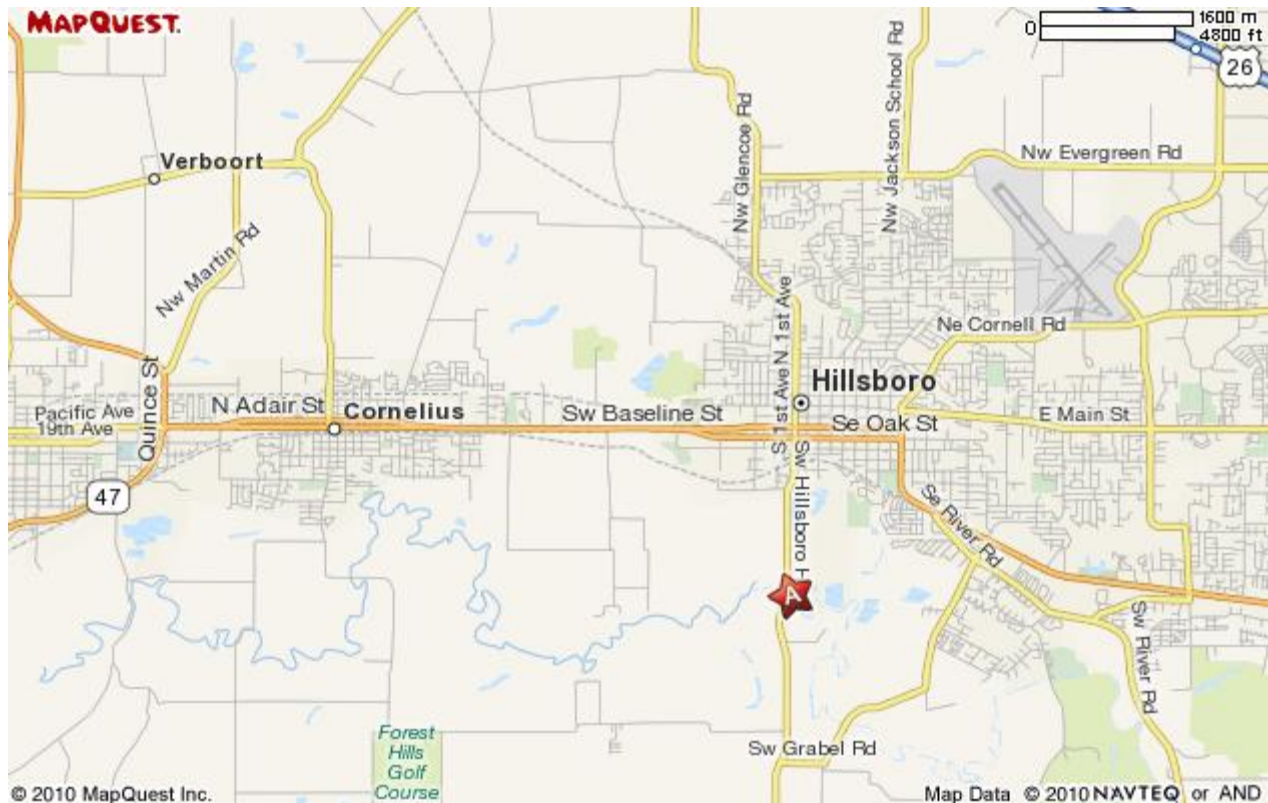 MAPQUEST.
1600 m
0
4800 ft
26
Nw Glencoe Rd
Nw Jackson School Rd
Nw Evergreen Rd
Verboort
Nw Martin Rd
S 1st Ave N 1st Ave
Ne Cornell Rd
Hillsboro
Quince St
Pacific Ave
19th Ave
N Adair St
Cornelius
Sw Baseline St
Se Oak St
E Main St
47
Sw Hillsboro H
Se River Rd
A
Sw River Rd
Sw Grabel Rd
Forest
Hills
Golf
Course
© 2010 MapQuest Inc.
Map Data © 2010 NAVTEQ or AND